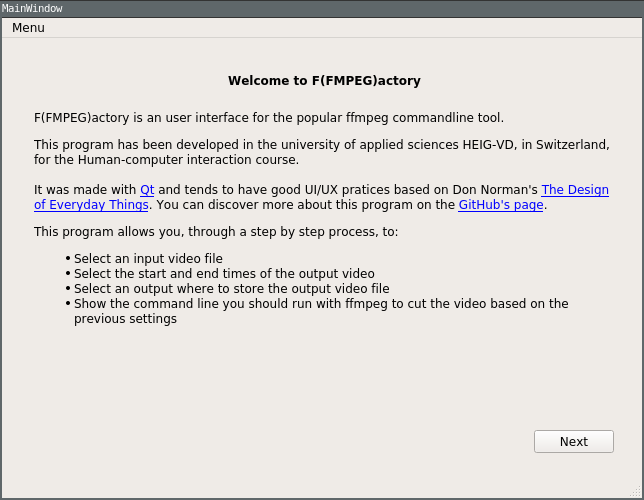 MainWindow
Menu
Welcome to F(FMPEG)actory
F(FMPEG)actory is an user interface for the popular ffmpeg commandline tool.
This program has been developed in the university of applied sciences HEIG-VD, in Switzerland,
for the Human-computer interaction course.
It was made with Qt and tends to have good UI/UX pratices based on Don Norman's The Design
of Everyday Things. You can discover more about this program on the GitHub's page.
This program allows you, through a step by step process, to:
• Select an input video file
• Select the start and end times of the output video
• Select an output where to store the output video file
• Show the command line you should run with ffmpeg to cut the video based on the
previous settings
Next